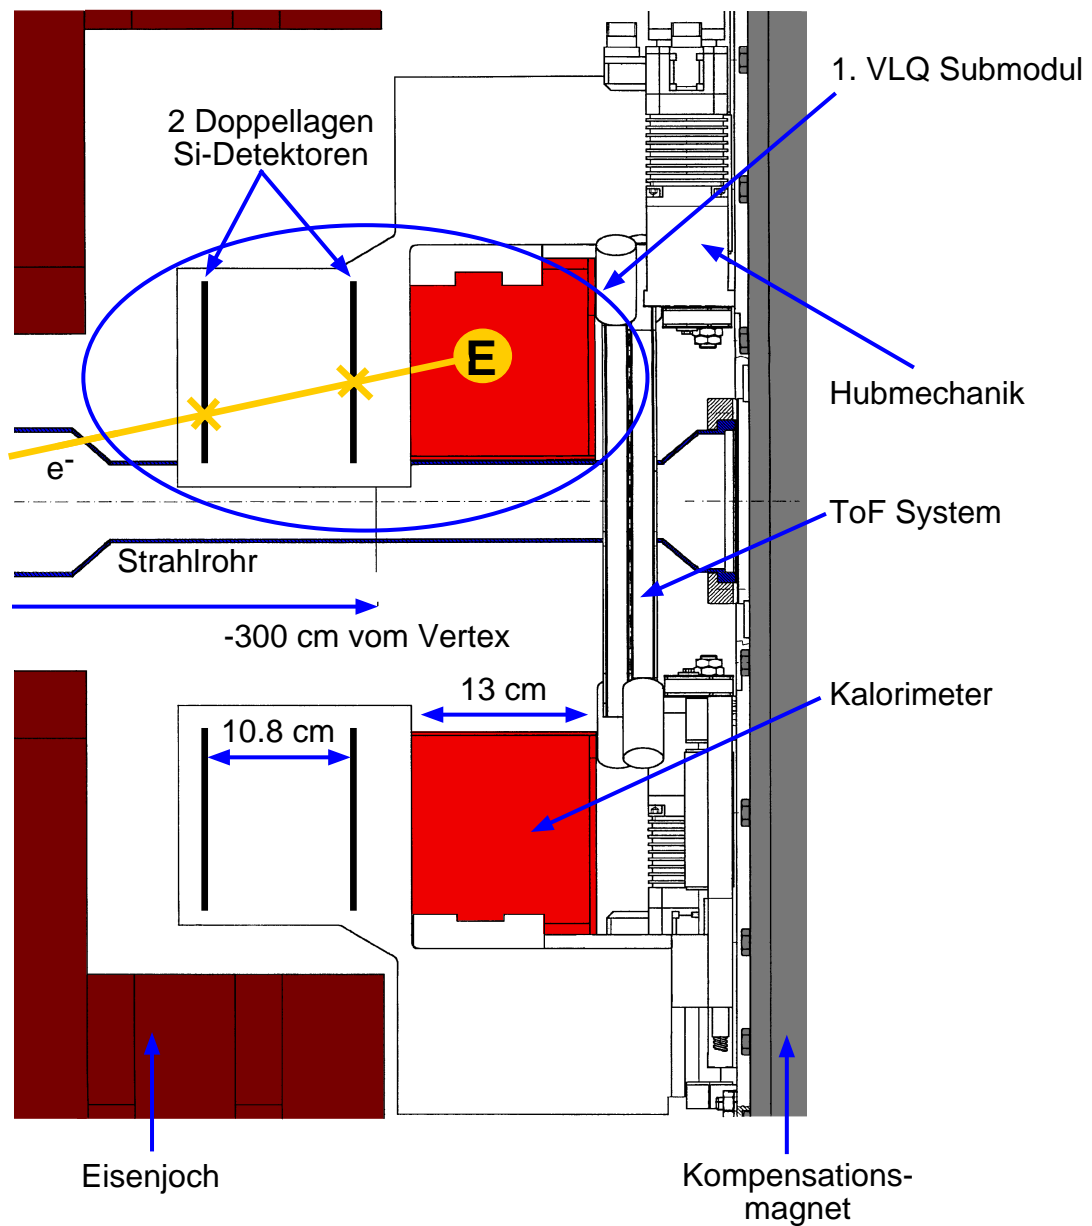 1. VLQ Submodul
2 Doppellagen
Si-Detektoren
E
Hubmechanik
e-
ToF System
Strahlrohr
-300 cm vom Vertex
13 cm
Kalorimeter
10.8 cm
Eisenjoch
Kompensations-
magnet